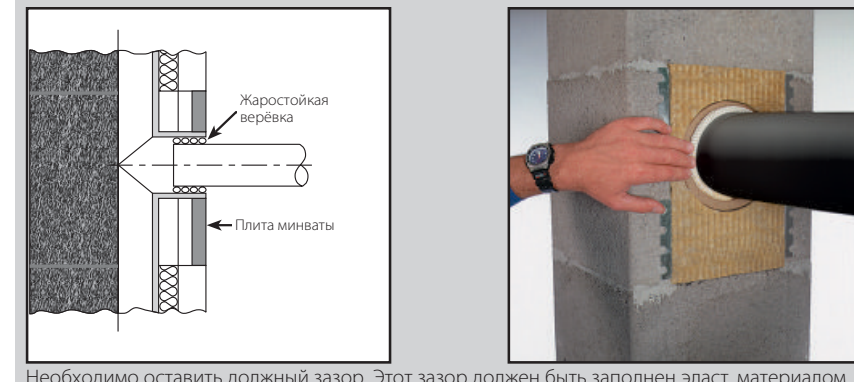 Жаростойкая
верёвка
Плита минваты
Необходимо оставить должный зазор. Этот зазор должен быть заполнен эласт. материалом